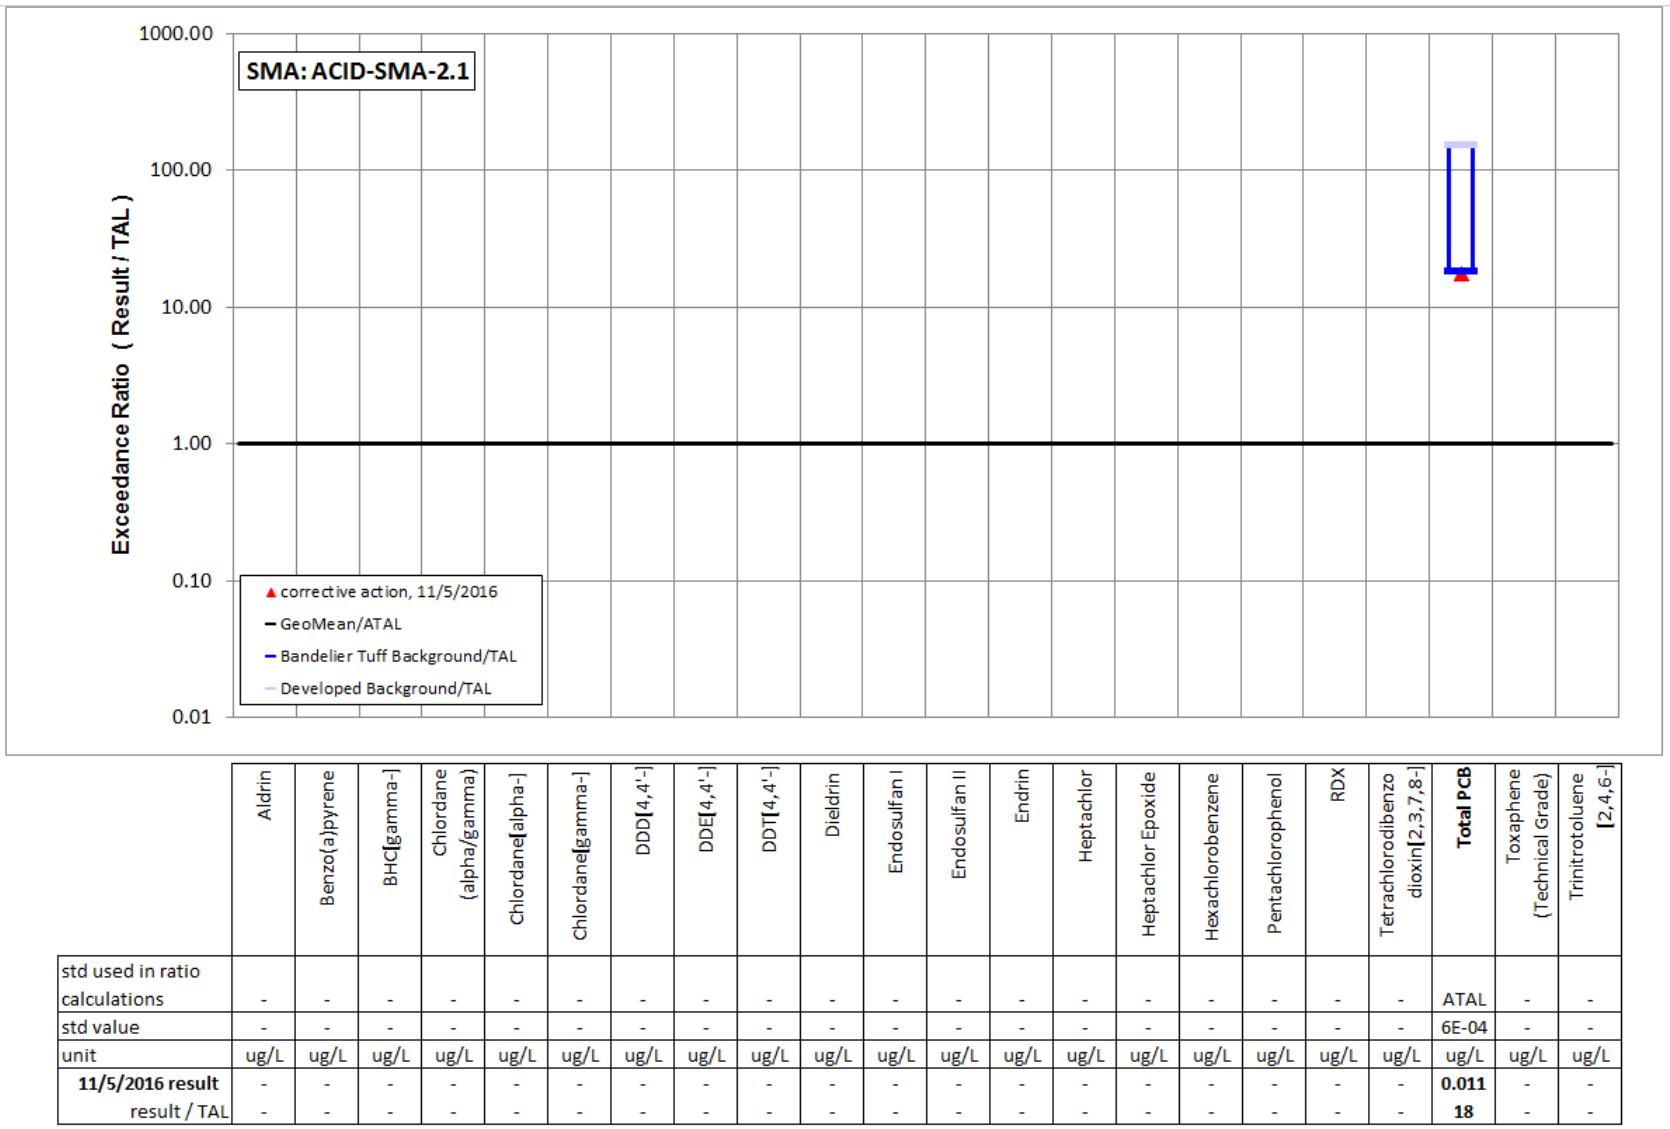 1000.00
SMA: ACID-SMA-2.1
100.00
10.00
1.00
0.10
0.01
Exceedance Ratio ( Result / TAL )
corrective action, 11/5/2016
GeoMean/ATAL
Bandelier Tuff Background/TAL
Developed Background/TAL
Aldrin
Benzo(a)pyrene
BHC[gamma-]
Chlordane
(alpha/gamma)
Chlordane[alpha-]
Chlordane[gamma-]
DDD[4,4'-]
DDE[4,4'-]
DDT[4,4'-]
Dieldrin
Endosulfan I
Endosulfan II
Endrin
Heptachlor
Heptachlor Epoxide
Hexachlorobenzene
Pentachlorophenol
RDX
Tetrachlorodibenzo
dioxin[2,3,7,8-]
Total PCB
Toxaphene
(Technical Grade)
Trinitrotoluene
[2,4,6-]
std used in ratio
calculations - - - - - - - - - - - - - - - - - - - ATAL - -
std value - - - - - - - - - - - - - - - - - - - 6E-04 - -
unit ug/L ug/L ug/L ug/L ug/L ug/L ug/L ug/L ug/L ug/L ug/L ug/L ug/L ug/L ug/L ug/L ug/L ug/L ug/L ug/L ug/L ug/L
11/5/2016 result - - - - - - - - - - - - - - - - - - - 0.011 - -
result / TAL - - - - - - - - - - - - - - - - - - - 18 - -